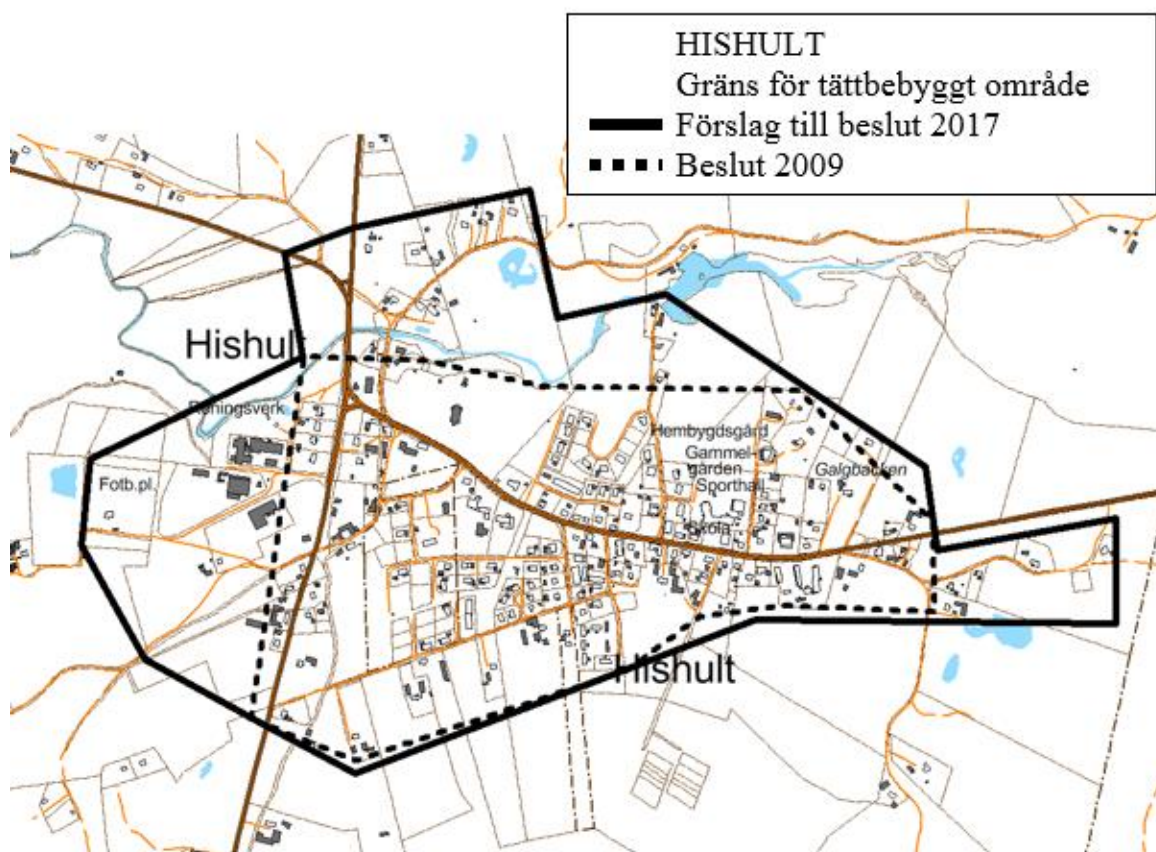 HISHULT
Gräns för tättbebyggt område
Förslag till beslut 2017
Beslut 2009
Hishult
Reningsverk
Fotb.pl.
Hembygdsgård
Gammel-
gården
Sporthall
Galgbacken
Skola
Hishult